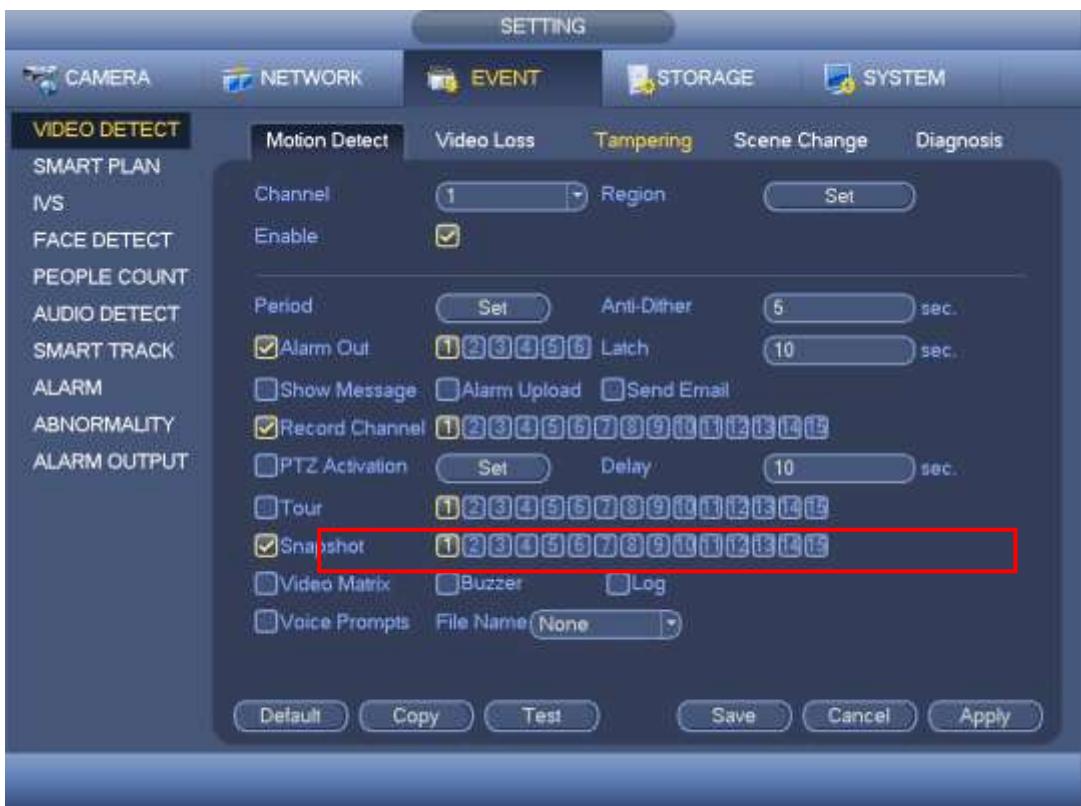 SETTING
CAMERA NETWORK EVENT STORAGE SYSTEM
VIDEO DETECT
SMART PLAN
IVS
FACE DETECT
PEOPLE COUNT
AUDIO DETECT
SMART TRACK
ALARM
ABNORMALITY
ALARM OUTPUT
Motion Detect Video Loss Tampering Scene Change Diagnosis
Channel 1 Region Set
Enable
Period Set Anti-Dither 5 sec.
Alarm Out 1 2 3 4 5 6 Latch 10 sec.
Show Message Alarm Upload Send Email
Record Channel 1 2 3 4 5 6 7 8 9 10 11 12 13 14 15
PTZ Activation Set Delay 10 sec.
Tour 1 2 3 4 5 6 7 8 9 10 11 12 13 14 15
Snapshot 1 2 3 4 5 6 7 8 9 10 11 12 13 14 15
Video Matrix Buzzer Log
Voice Prompts File Name None
Default Copy Test Save Cancel Apply